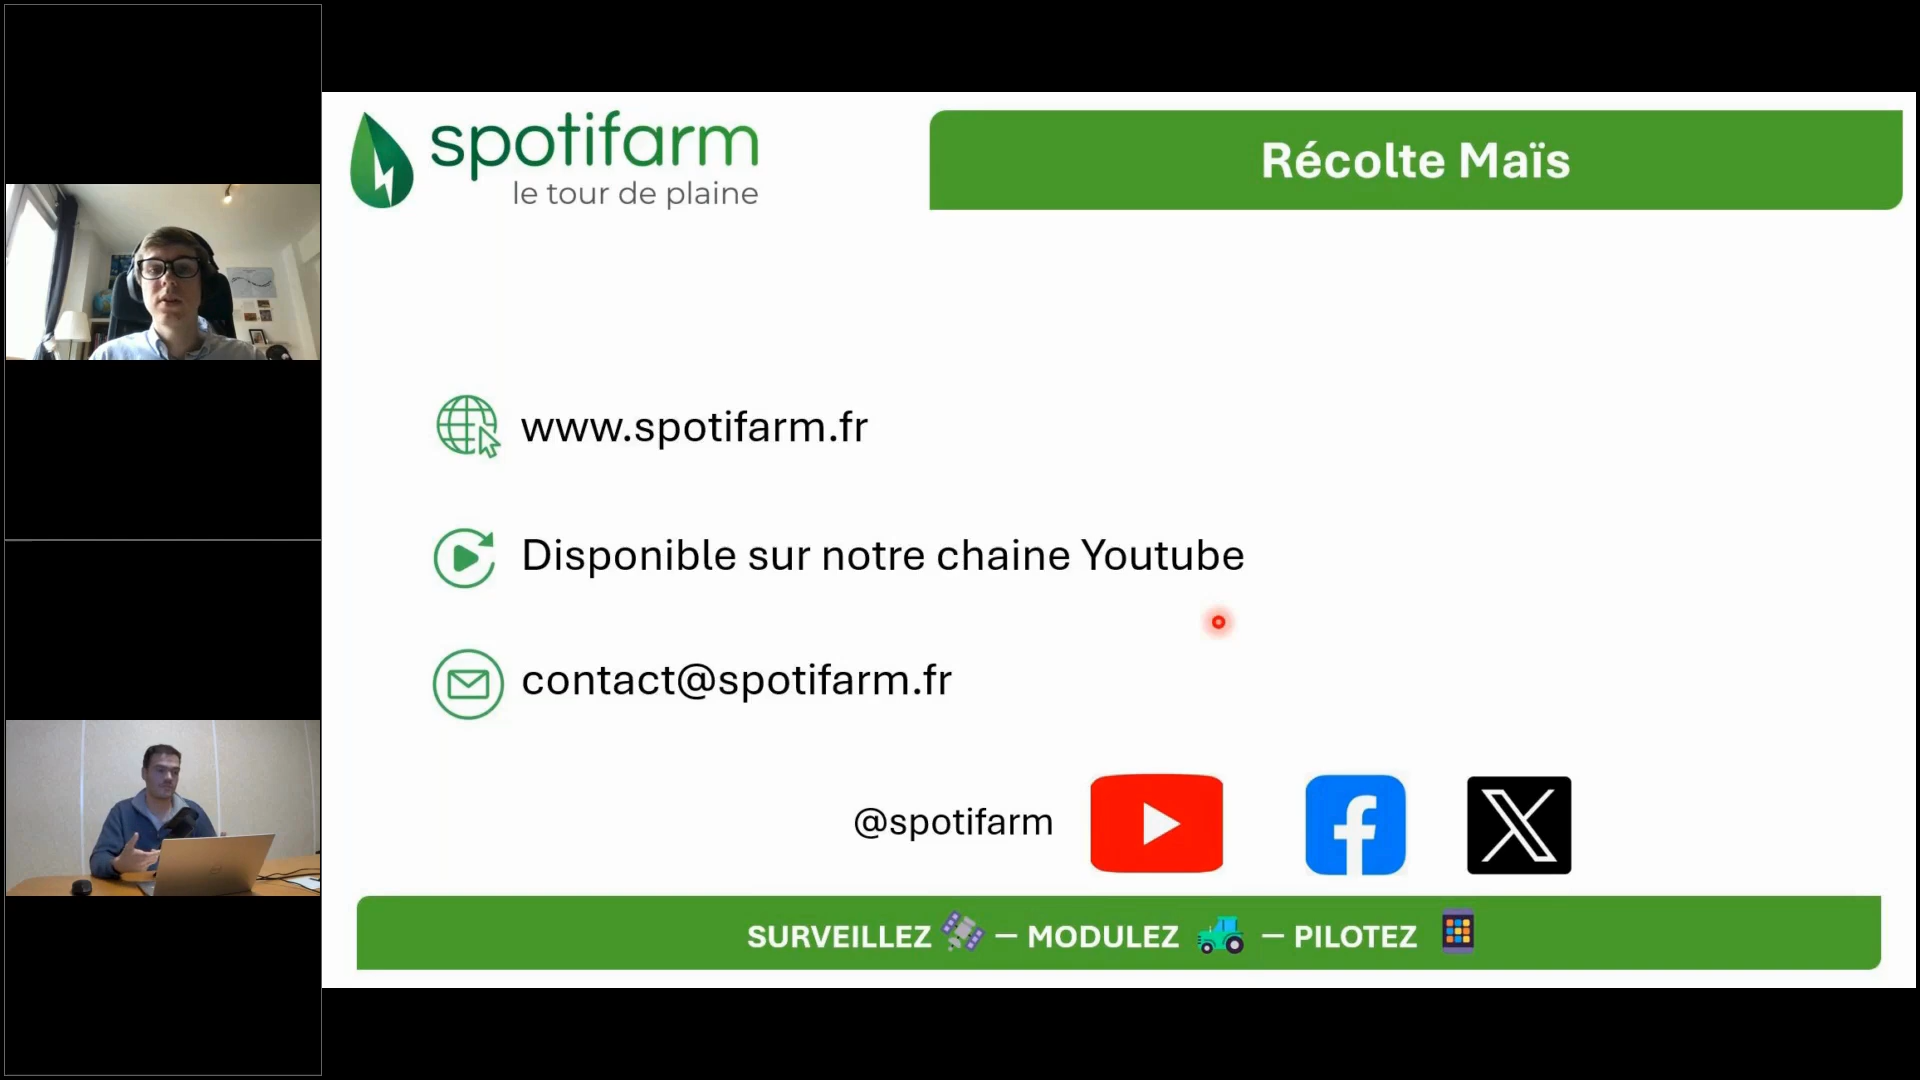 spotifarm
le tour de plaine
Récolte Maïs
www.spotifarm.fr
Disponible sur notre chaine Youtube
contact@spotifarm.fr
@spotifarm
SURVEILLEZ — MODULEZ — PILOTEZ